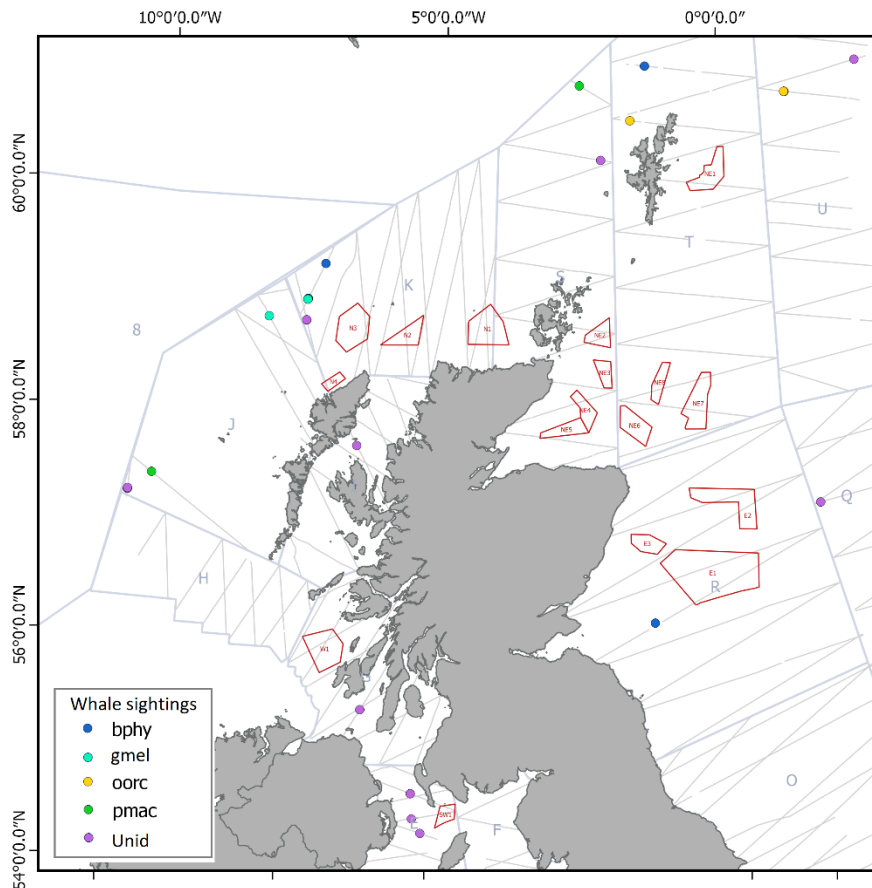 10°0'0.0"W
5°0'0.0"W
0°0'0.0"W
60°0'0.0"N
NE1
U
T
K
S
8
N3
N2
N1
NE2
NE3
N4
NE8
58°0'0.0"N
NE7
NE4
J
NE5
NE6
Q
E2
E3
H
E1
R
56°0'0.0"N
W1
Whale sightings
bphy
gmel
oorc
pmac
Unid
O
SW1
E
F
54°0'0.0"N